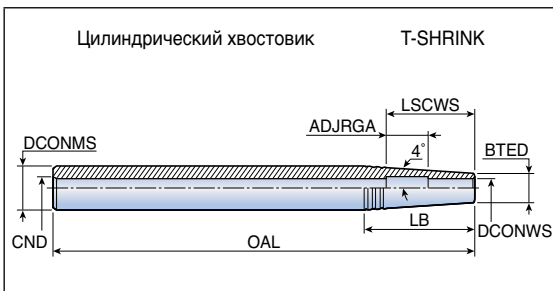 Цилиндрический хвостовик T-SHRINK
LSCWS
ADJRGA
DCONMS
4°
BTED
CND
LB
DCONWS
OAL